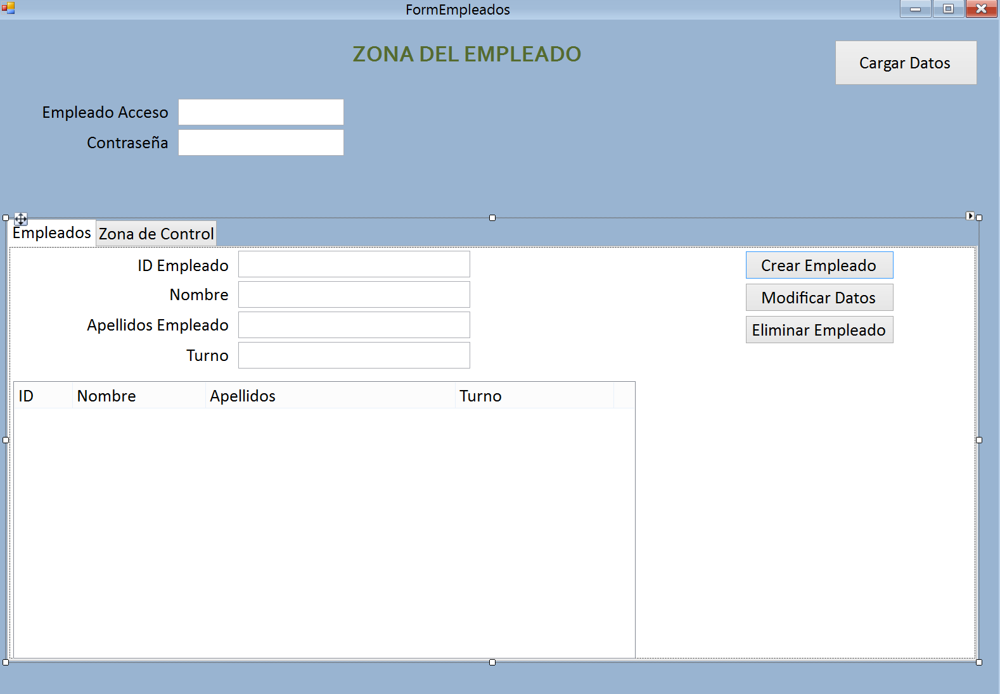 FormEmpleados
ZONA DEL EMPLEADO
Cargar Datos
Empleado Acceso
Contraseña
Empleados Zona de Control
ID Empleado
Crear Empleado
Nombre
Modificar Datos
Apellidos Empleado
Eliminar Empleado
Turno
ID Nombre Apellidos Turno